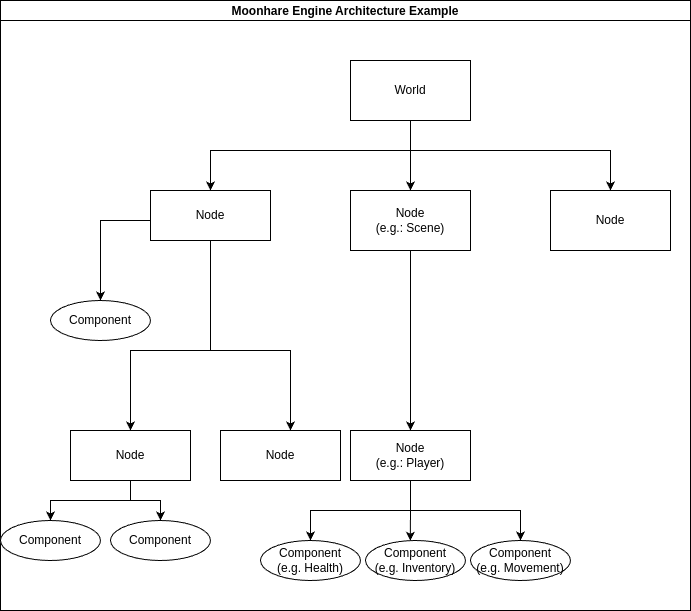 Moonhare Engine Architecture Example
World
Node
Node
(e.g.: Scene)
Node
Component
Node
Node
Node
(e.g.: Player)
Component
Component
Component
(e.g. Health)
Component
(e.g. Inventory)
Component
(e.g. Movement)